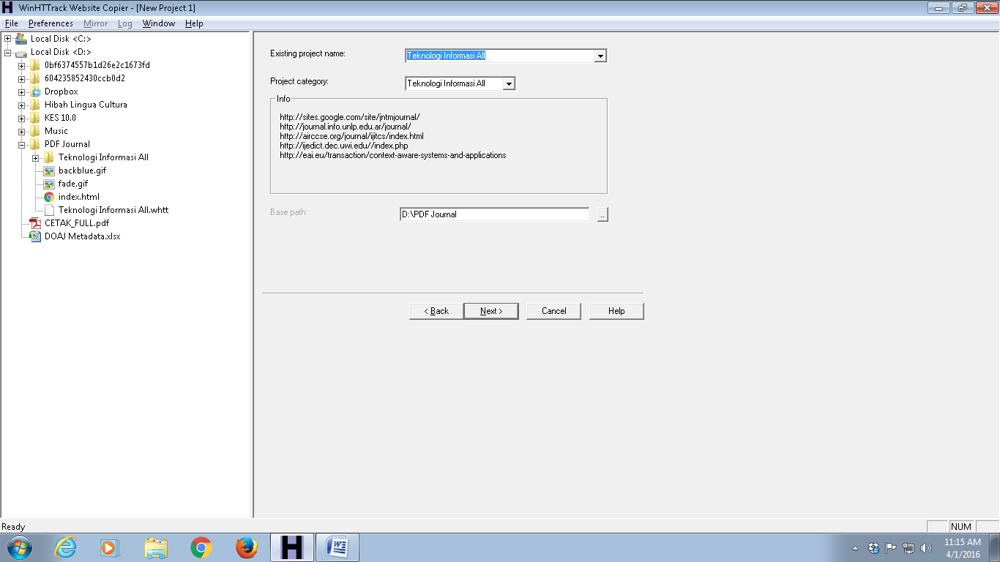 WinHTTrack Website Copier - [New Project 1]
File Preferences Mirror Log Window Help
Local Disk <C:>
Local Disk <D:>
0bf6374557b1d26e2c1673fd
604235852430ccb0d2
Dropbox
Hibah Lingua Cultura
KES 10.0
Music
PDF Journal
Teknologi Informasi All
backblue.gif
fade.gif
index.html
Teknologi Informasi All.whtt
CETAK_FULL.pdf
DOAJ Metadata.xlsx
Existing project name: Teknologi Informasi All
Project category: Teknologi Informasi All
Info
http://sites.google.com/site/jntmjournal/
http://journal.info.unlp.edu.ar/journal/
http://airccse.org/journal/ijitcs/index.html
http://ijedict.dec.uwi.edu//index.php
http://eai.eu/transaction/context-aware-systems-and-applications
Base path: D:\PDF Journal ..
< Back Next > Cancel Help
Ready NUM
11:15 AM
4/1/2016